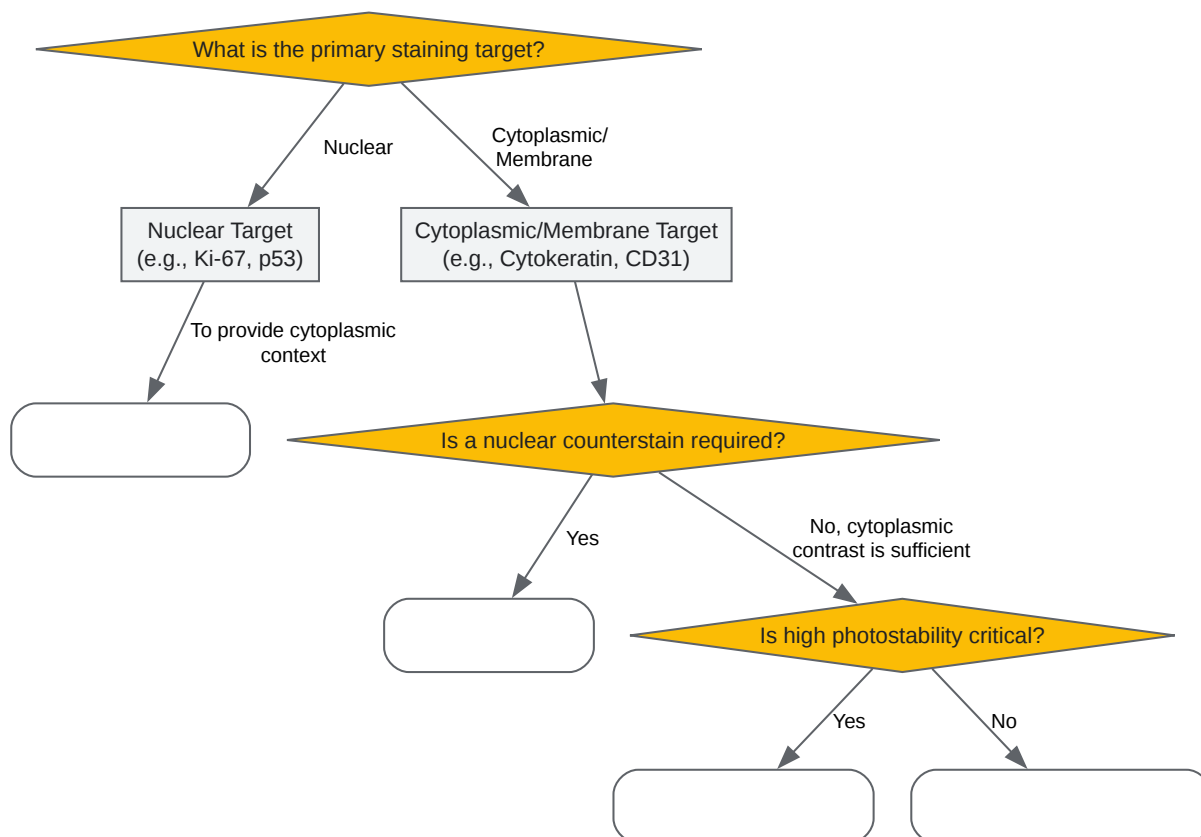 What is the primary staining target?
Nuclear
Cytoplasmic/
Membrane
Nuclear Target
(e.g., Ki-67, p53)
Cytoplasmic/Membrane Target
(e.g., Cytokeratin, CD31)
To provide cytoplasmic
context
Is a nuclear counterstain required?
Yes
No, cytoplasmic
contrast is sufficient
Is high photostability critical?
Yes
No